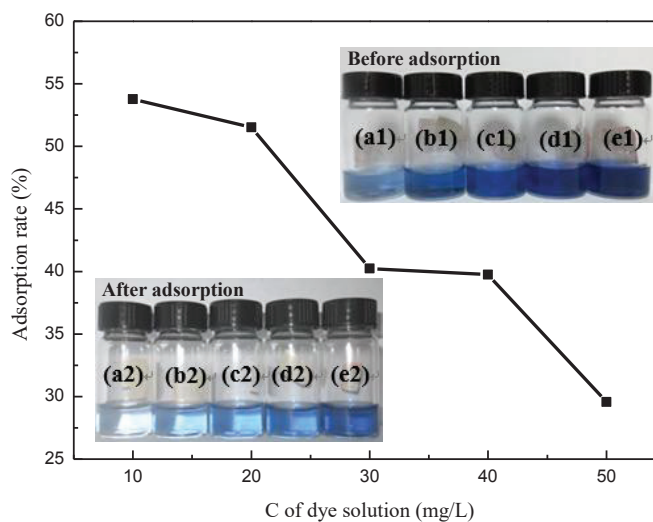 60
55
50
45
40
35
30
25
Adsorption rate (%)
Before adsorption
(a1) (b1) (c1) (d1) (e1)
After adsorption
(a2) (b2) (c2) (d2) (e2)
10 20 30 40 50
C of dye solution (mg/L)